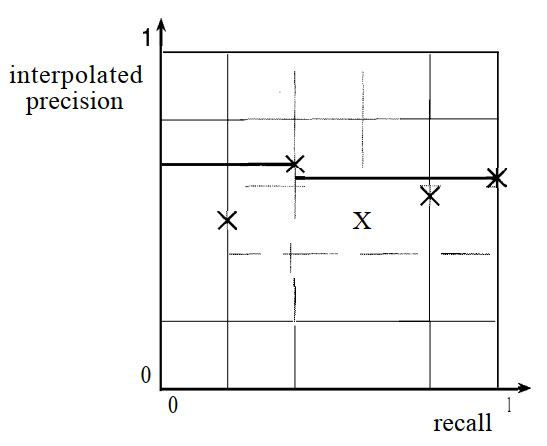 1
interpolated
precision
X
0
0
1
recall